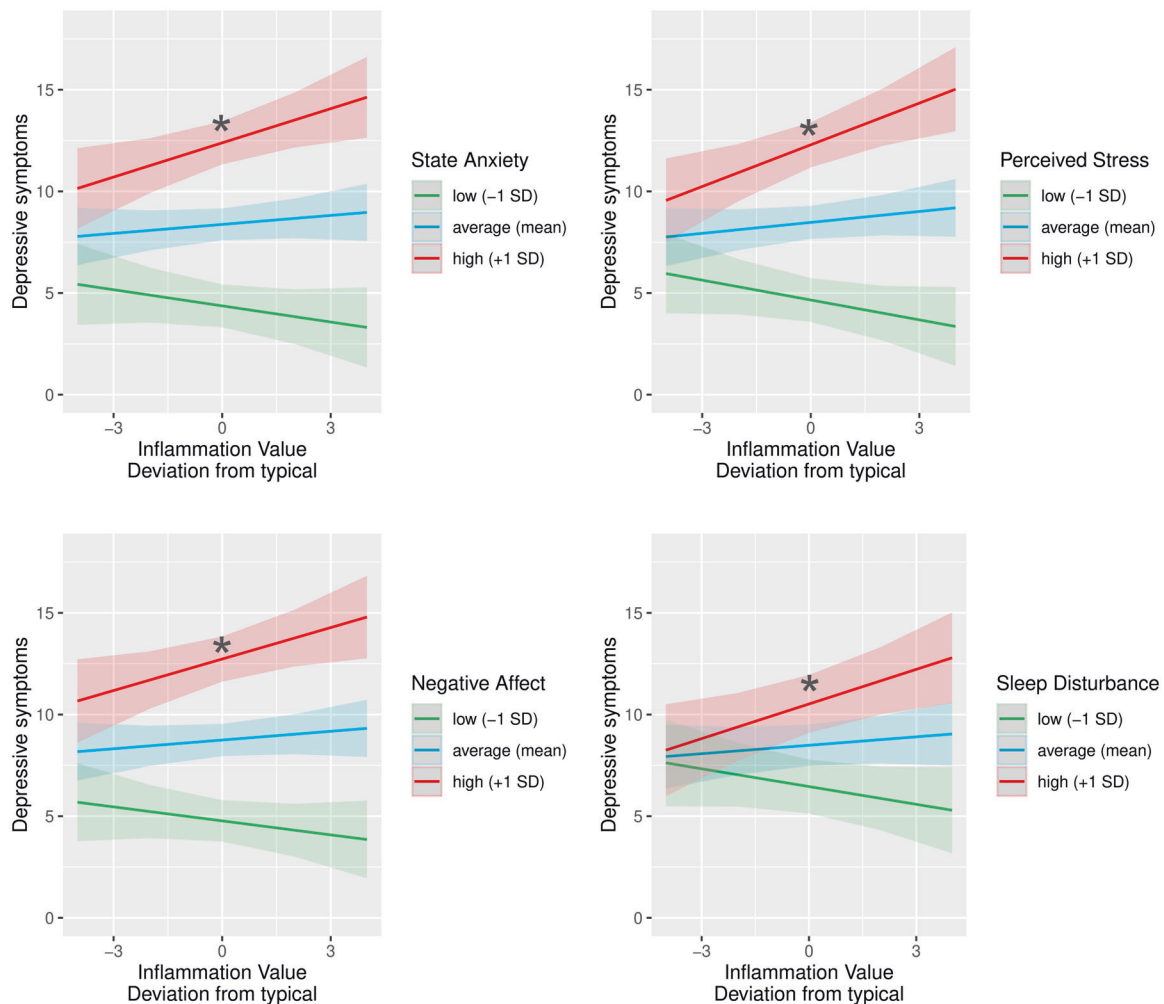 Depressive symptoms
15
10
5
0
*
−3
0
3
Inflammation Value
Deviation from typical
State Anxiety
low (−1 SD)
average (mean)
high (+1 SD)
Depressive symptoms
15
10
5
0
*
−3
0
3
Inflammation Value
Deviation from typical
Perceived Stress
low (−1 SD)
average (mean)
high (+1 SD)
Depressive symptoms
15
10
5
0
*
−3
0
3
Inflammation Value
Deviation from typical
Negative Affect
low (−1 SD)
average (mean)
high (+1 SD)
Depressive symptoms
15
10
5
0
*
−3
0
3
Inflammation Value
Deviation from typical
Sleep Disturbance
low (−1 SD)
average (mean)
high (+1 SD)